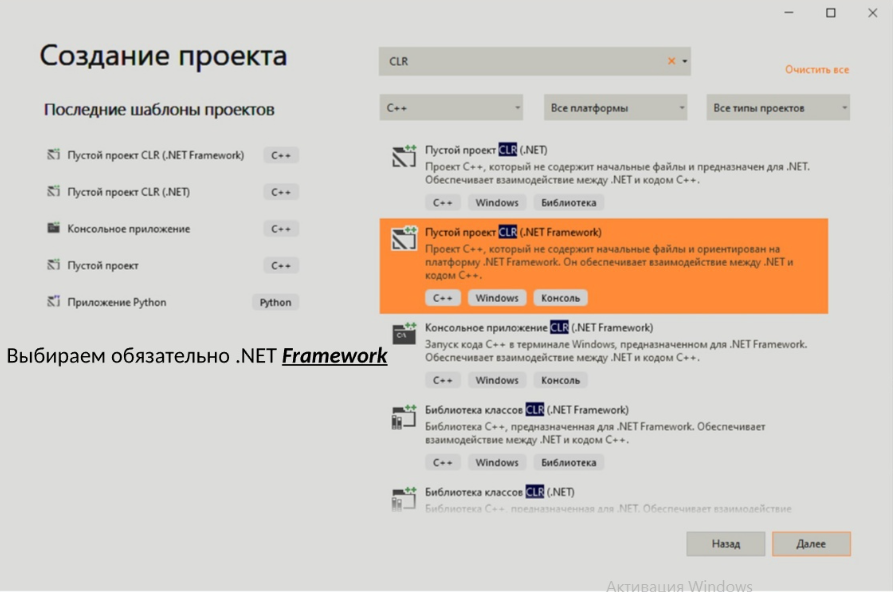 Создание проекта
CLR
Очистить все
Последние шаблоны проектов
C++
Все платформы
Все типы проектов
Пустой проект CLR (.NET Framework)
C++
Пустой проект CLR (.NET)
C++
Консольное приложение
C++
Пустой проект
C++
Приложение Python
Python
Выбираем обязательно .NET Framework
Пустой проект CLR (.NET)
Проект C++, который не содержит начальные файлы и предназначен для .NET.
Обеспечивает взаимодействие между .NET и кодом C++.
C++ Windows Библиотека
Пустой проект CLR (.NET Framework)
Проект C++, который не содержит начальные файлы и ориентирован на
платформу .NET Framework. Он обеспечивает взаимодействие между .NET и
кодом C++.
C++ Windows Консоль
Консольное приложение CLR (.NET Framework)
Запуск кода C++ в терминале Windows, предназначенном для .NET Framework.
Обеспечивает взаимодействие между .NET и кодом C++.
C++ Windows Консоль
Библиотека классов CLR (.NET Framework)
Библиотека C++, предназначенная для .NET Framework. Обеспечивает
взаимодействие между .NET и кодом C++.
C++ Windows Библиотека
Библиотека классов CLR (.NET)
Библиотека C++, предназначенная для .NET. Обеспечивает взаимодействие
Назад
Далее
Активация Windows